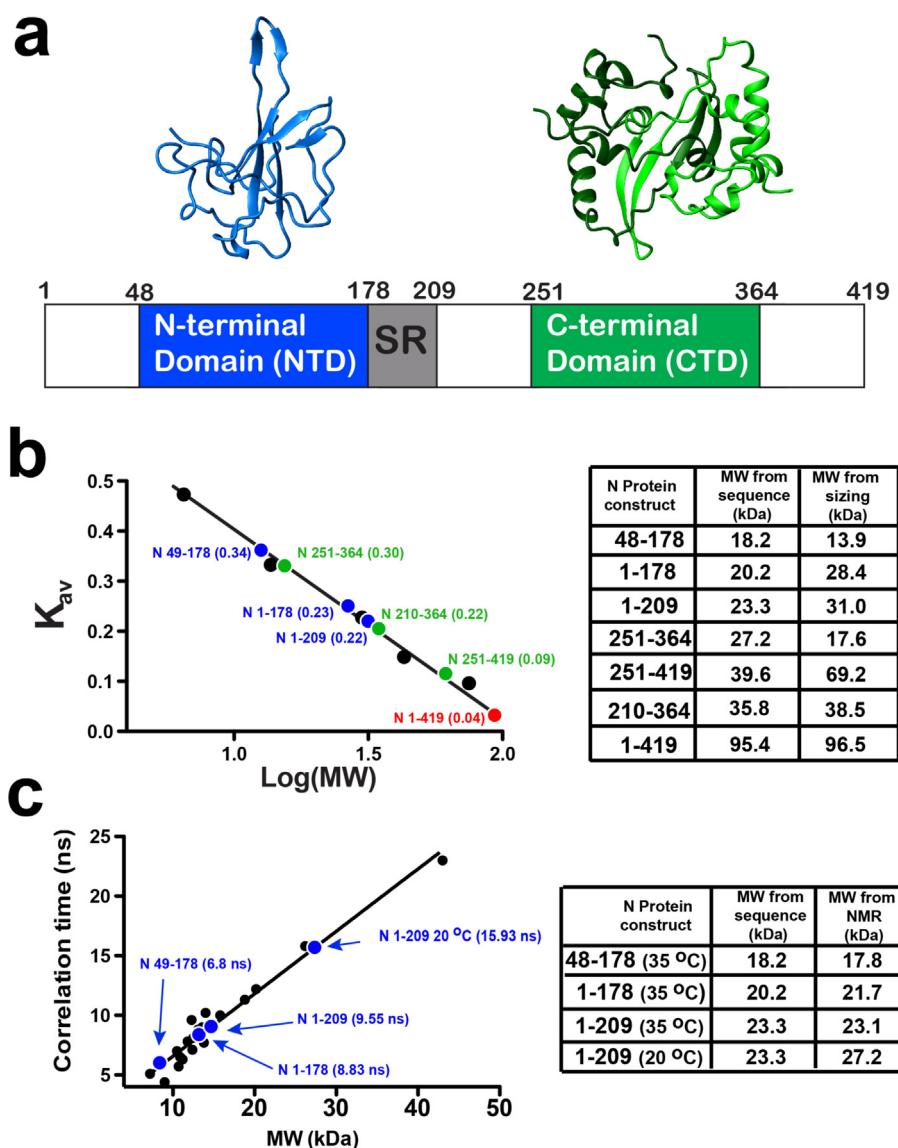 a
1 48 178 209 251 364 419
N-terminal
Domain (NTD)
SR
C-terminal
Domain (CTD)
b
0.5
0.4
0.3
0.2
0.1
0.0
Kav
1.0 1.5 2.0
Log(MW)
N 49-178 (0.34)
N 251-364 (0.30)
N 1-178 (0.23)
N 210-364 (0.22)
N 1-209 (0.22)
N 251-419 (0.09)
N 1-419 (0.04)
N Protein construct MW from sequence (kDa) MW from sizing (kDa)
48-178 18.2 13.9
1-178 20.2 28.4
1-209 23.3 31.0
251-364 27.2 17.6
251-419 39.6 69.2
210-364 35.8 38.5
1-419 95.4 96.5
c
25
20
15
10
5
Correlation time (ns)
10 20 30 40 50
MW (kDa)
N 1-209 20 °C (15.93 ns)
N 49-178 (6.8 ns)
N 1-209 (9.55 ns)
N 1-178 (8.83 ns)
N Protein construct MW from sequence (kDa) MW from NMR (kDa)
48-178 (35 °C) 18.2 17.8
1-178 (35 °C) 20.2 21.7
1-209 (35 °C) 23.3 23.1
1-209 (20 °C) 23.3 27.2